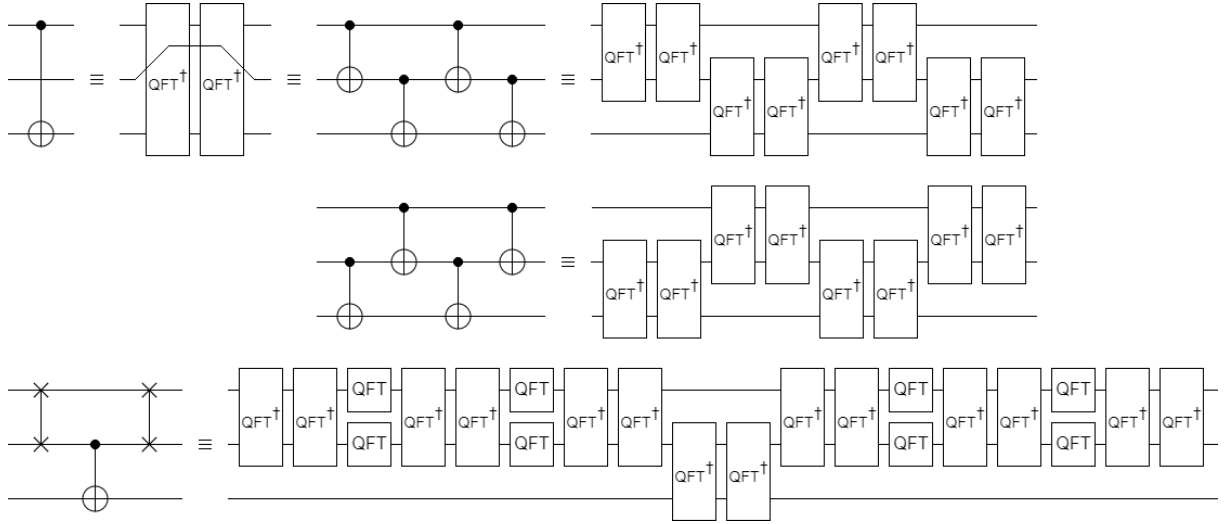 QFT† QFT† QFT† QFT†
≡ QFT† QFT† ≡ ≡
QFT† QFT† QFT† QFT†
QFT† QFT† QFT† QFT†
≡
QFT† QFT† QFT† QFT†
QFT QFT QFT QFT
QFT† QFT† QFT† QFT† QFT† QFT† QFT† QFT† QFT† QFT† QFT† QFT†
≡ QFT QFT QFT QFT
QFT† QFT†